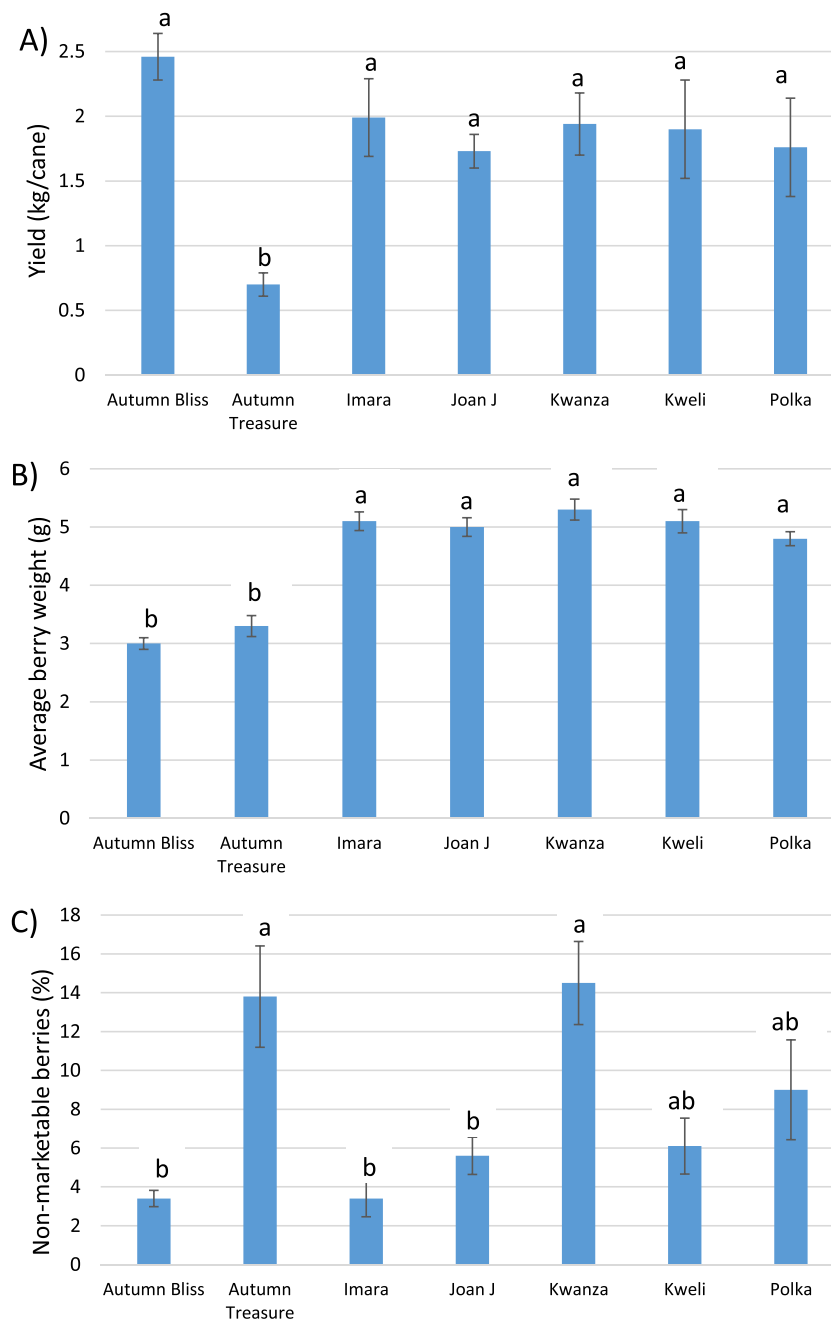 A)
Yield (kg/cane)
2.5
2
1.5
1
0.5
0
a
b
a
a
a
a
a
Autumn Bliss
Autumn
Treasure
Imara
Joan J
Kwanza
Kweli
Polka
B)
Average berry weight (g)
6
5
4
3
2
1
0
b
b
a
a
a
a
a
Autumn Bliss
Autumn
Treasure
Imara
Joan J
Kwanza
Kweli
Polka
C)
Non-marketable berries (%)
18
16
14
12
10
8
6
4
2
0
b
a
b
b
a
ab
ab
Autumn Bliss
Autumn
Treasure
Imara
Joan J
Kwanza
Kweli
Polka